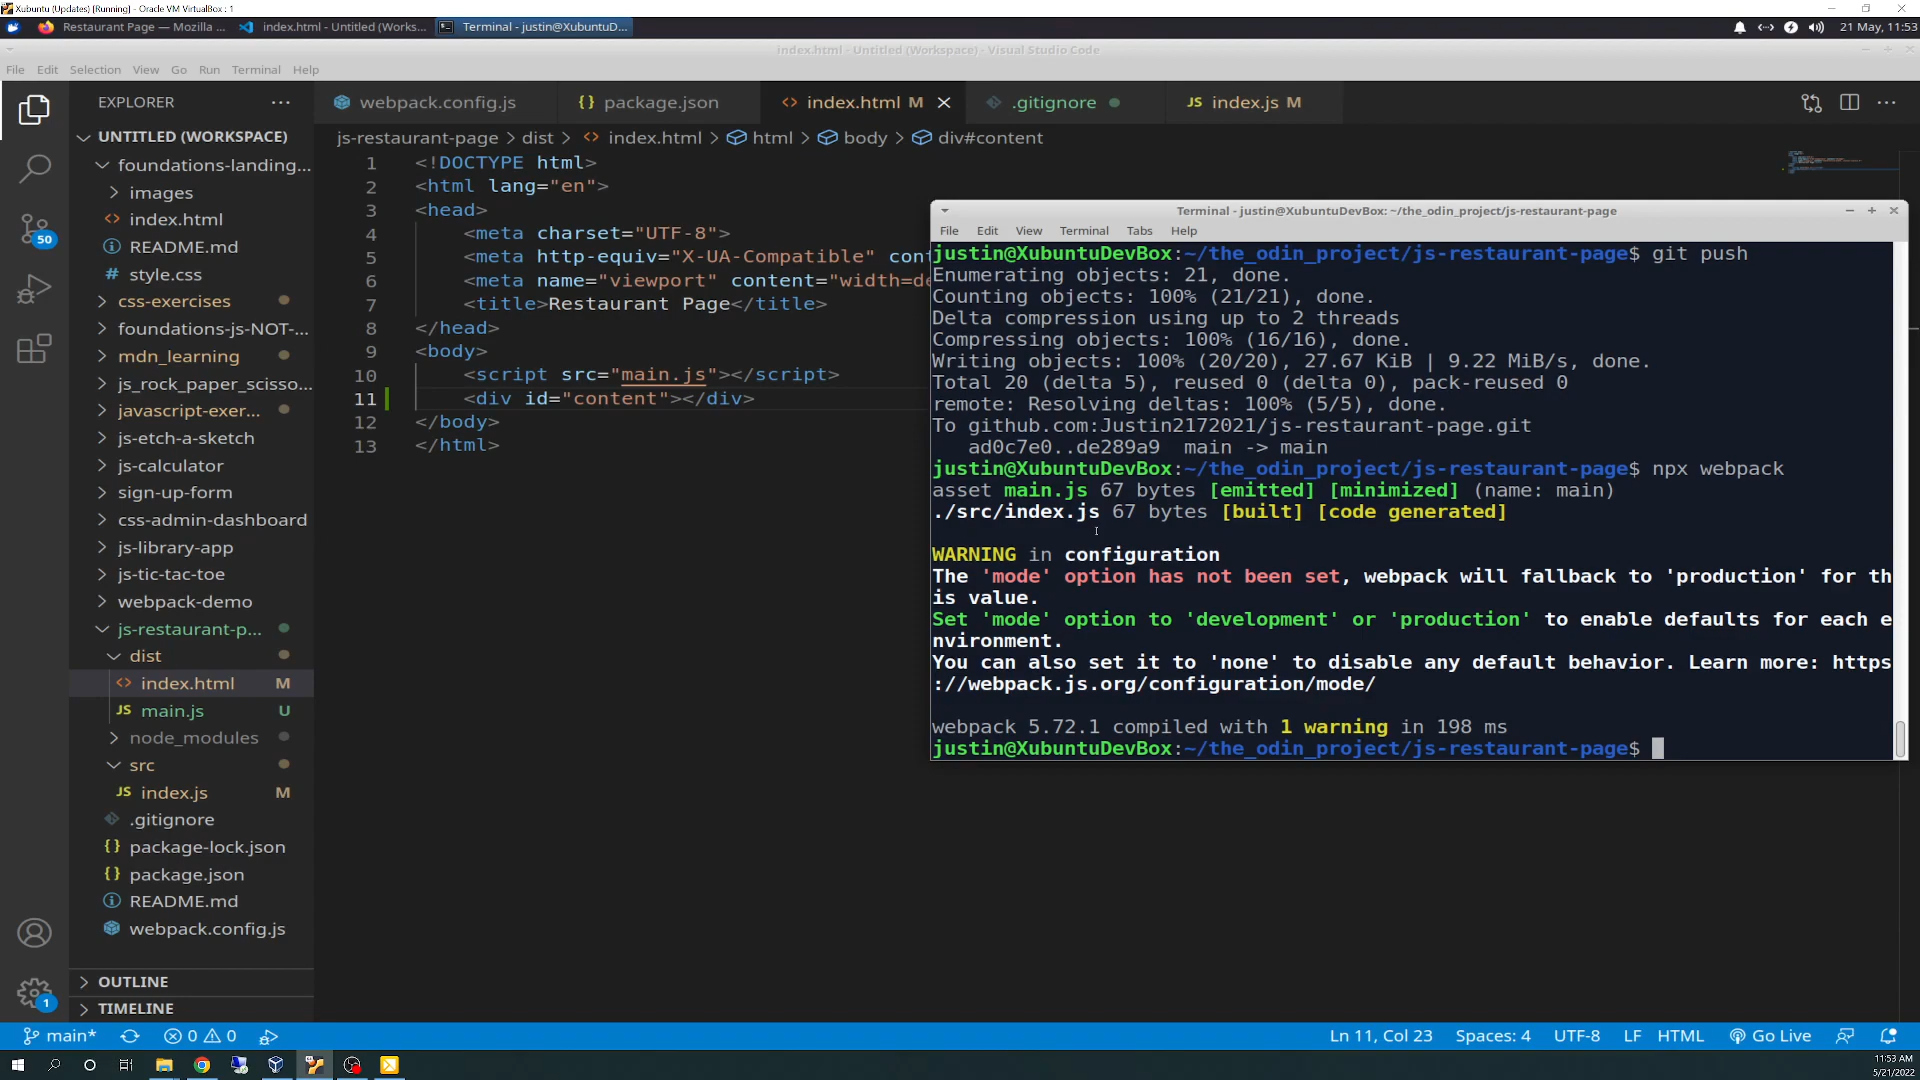 Xubuntu (Updates) [Running] - Oracle VM VirtualBox : 1
Restaurant Page — Mozilla ...
index.html - Untitled (Works...
Terminal - justin@XubuntuD...
21 May, 11:53
index.html - Untitled (Workspace) - Visual Studio Code
File Edit Selection View Go Run Terminal Help
EXPLORER
webpack.config.js
{} package.json
<> index.html M
.gitignore
JS index.js M
js-restaurant-page > dist > <> index.html > html > body > div#content
UNTITLED (WORKSPACE)
foundations-landing...
images
<> index.html
README.md
# style.css
css-exercises
foundations-js-NOT-...
mdn_learning
js_rock_paper_scisso...
javascript-exer...
js-etch-a-sketch
js-calculator
sign-up-form
css-admin-dashboard
js-library-app
js-tic-tac-toe
webpack-demo
js-restaurant-p...
dist
<> index.html M
JS main.js U
node_modules
src
JS index.js M
.gitignore
{} package-lock.json
{} package.json
README.md
webpack.config.js
OUTLINE
TIMELINE
50
1
1 <!DOCTYPE html>
2 <html lang="en">
3 <head>
4 <meta charset="UTF-8">
5 <meta http-equiv="X-UA-Compatible" con
6 <meta name="viewport" content="width=de
7 <title>Restaurant Page</title>
8 </head>
9 <body>
10 <script src="main.js"></script>
11 <div id="content"></div>
12 </body>
13 </html>
Terminal - justin@XubuntuDevBox: ~/the_odin_project/js-restaurant-page
File Edit View Terminal Tabs Help
justin@XubuntuDevBox:~/the_odin_project/js-restaurant-page$ git push
Enumerating objects: 21, done.
Counting objects: 100% (21/21), done.
Delta compression using up to 2 threads
Compressing objects: 100% (16/16), done.
Writing objects: 100% (20/20), 27.67 KiB | 9.22 MiB/s, done.
Total 20 (delta 5), reused 0 (delta 0), pack-reused 0
remote: Resolving deltas: 100% (5/5), done.
To github.com:Justin2172021/js-restaurant-page.git
ad0c7e0..de289a9 main -> main
justin@XubuntuDevBox:~/the_odin_project/js-restaurant-page$ npx webpack
asset main.js 67 bytes [emitted] [minimized] (name: main)
./src/index.js 67 bytes [built] [code generated]
WARNING in configuration
The 'mode' option has not been set, webpack will fallback to 'production' for th
is value.
Set 'mode' option to 'development' or 'production' to enable defaults for each e
nvironment.
You can also set it to 'none' to disable any default behavior. Learn more: https
://webpack.js.org/configuration/mode/
webpack 5.72.1 compiled with 1 warning in 198 ms
justin@XubuntuDevBox:~/the_odin_project/js-restaurant-page$
main* 0 0
Ln 11, Col 23 Spaces: 4 UTF-8 LF HTML Go Live
11:53 AM
5/21/2022